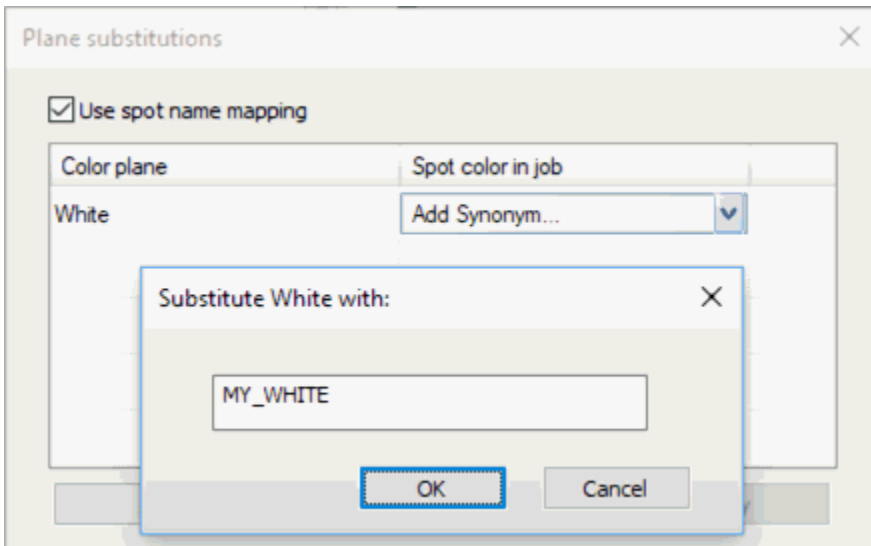 Plane substitutions
Use spot name mapping
Color plane Spot color in job
White Add Synonym...
Substitute White with:
MY_WHITE
OK Cancel